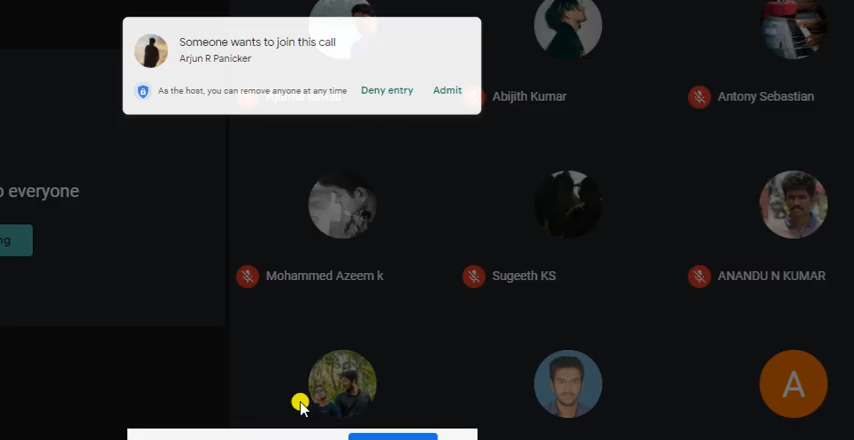 Someone wants to join this call
Arjun R Panicker
As the host, you can remove anyone at any time
Deny entry
Admit
Abijith Kumar
Antony Sebastian
o everyone
ng
Mohammed Azeem k
Sugeeth KS
ANANDU N KUMAR
A